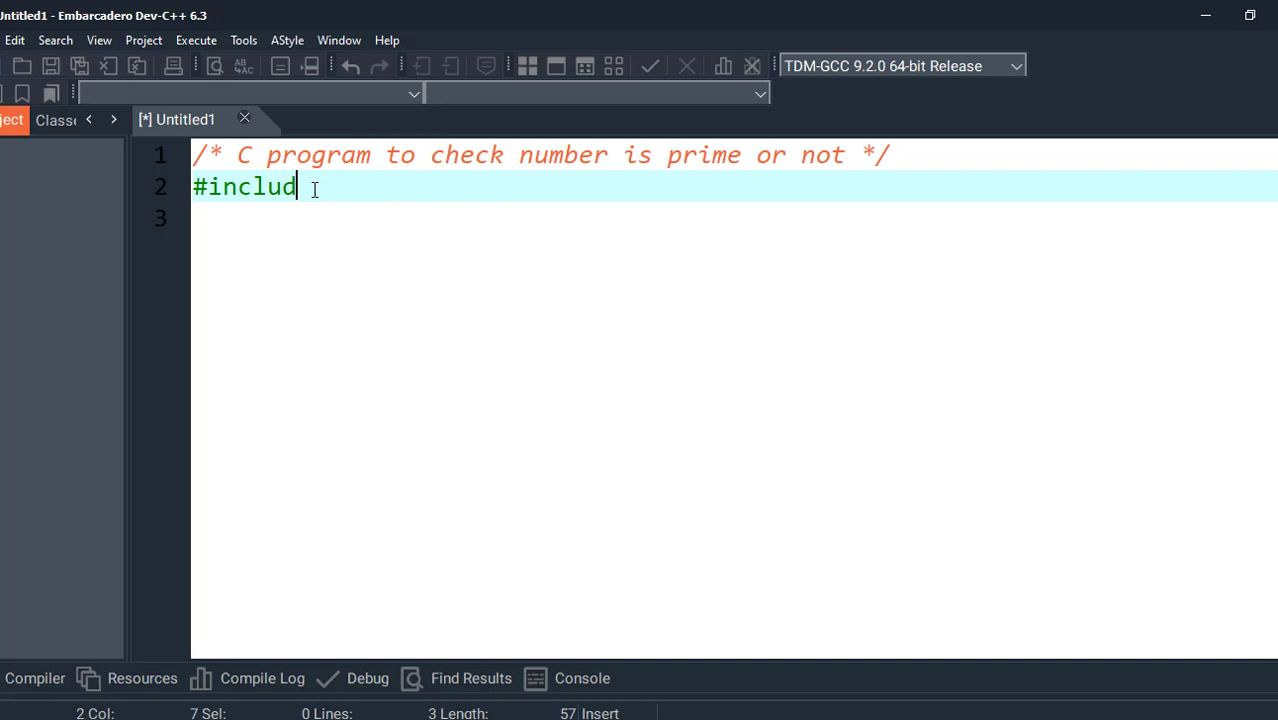 Untitled1 - Embarcadero Dev-C++ 6.3
Edit Search View Project Execute Tools AStyle Window Help
TDM-GCC 9.2.0 64-bit Release
ject Classe [*] Untitled1
1 /* C program to check number is prime or not */
2 #includ
3
Compiler Resources Compile Log Debug Find Results Console
2 Col: 7 Sel: 0 Lines: 3 Length: 57 Insert